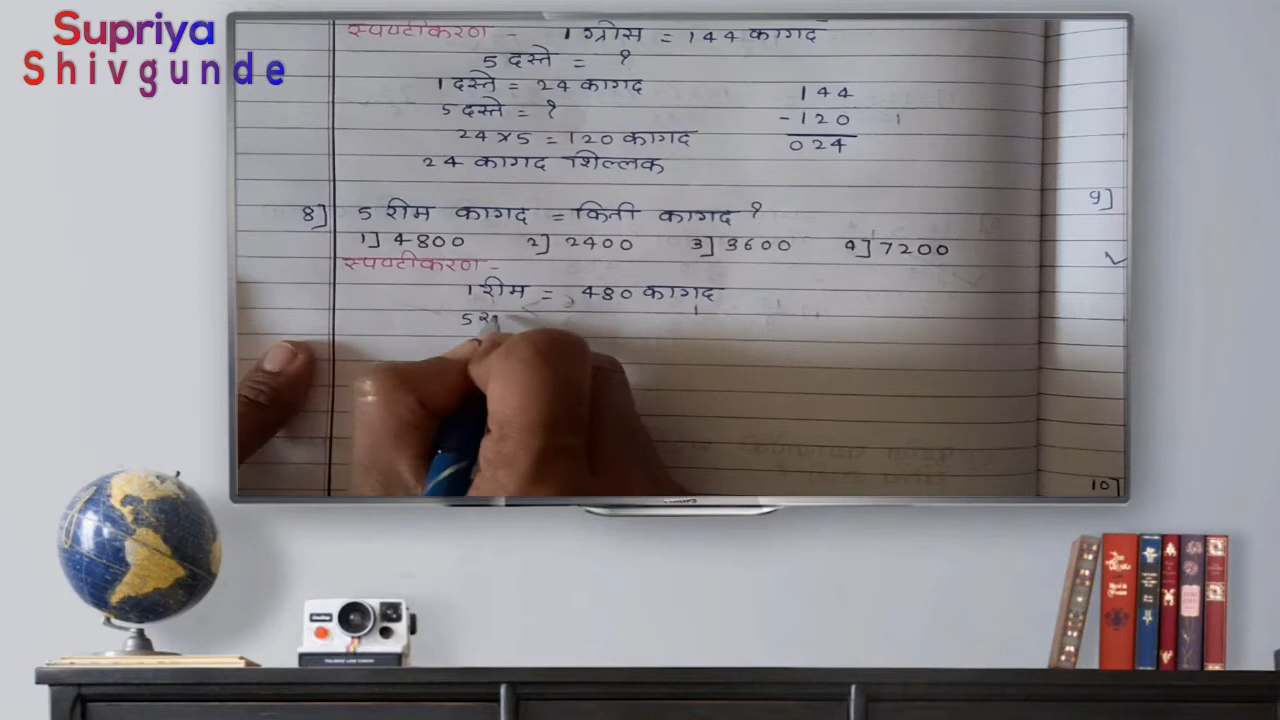 Supriya
Shivgunde
स्पष्टीकरण - 1 ग्रोस = 144 कागद
5 दस्ते = ?
1 दस्ते = 24 कागद
5 दस्ते = ?
24 x 5 = 120 कागद
24 कागद शिल्लक
144
- 120
024
8] 5 रीम कागद = किती कागद ?
1] 4800 2] 2400 3] 3600 4] 7200
स्पष्टीकरण -
1 रीम = 480 कागद
5 री
9]
10]